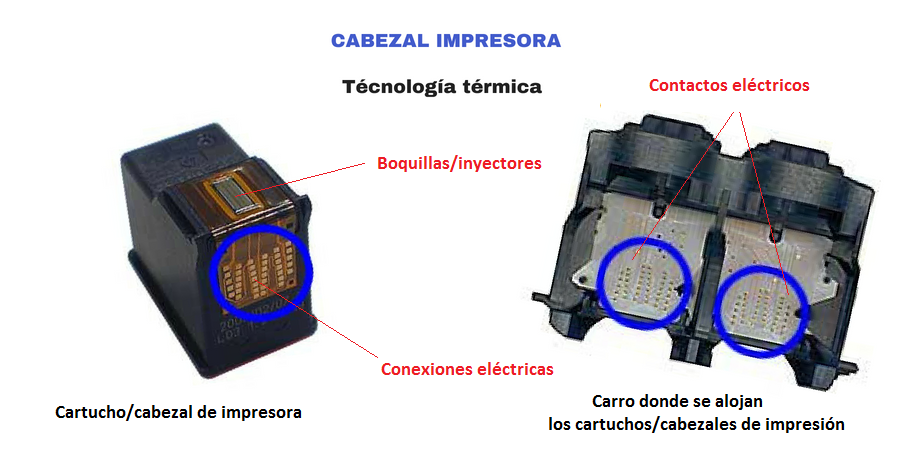 CABEZAL IMPRESORA
Técnología térmica
Contactos eléctricos
Boquillas/inyectores
Conexiones eléctricas
Cartucho/cabezal de impresora
Carro donde se alojan
los cartuchos/cabezales de impresión